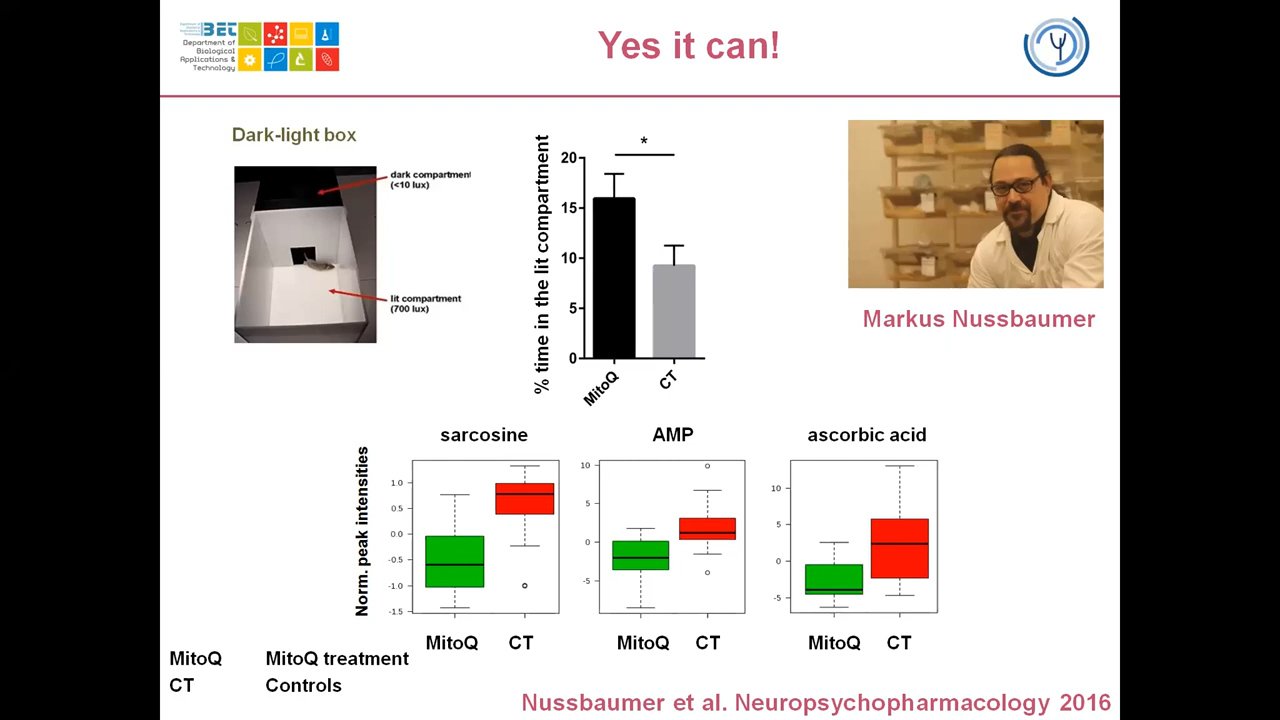 BET
Department of
Biological
Applications &
Technology
Yes it can!
Dark-light box
dark compartment
(<10 lux)
lit compartment
(700 lux)
% time in the lit compartment
20
15
10
5
0
*
MitoQ
CT
Markus Nussbaumer
sarcosine
AMP
ascorbic acid
Norm. peak intensities
1.0
0.5
0.0
-0.5
-1.0
-1.5
10
5
0
-5
10
5
0
-5
MitoQ CT
MitoQ CT
MitoQ CT
MitoQ MitoQ treatment
CT Controls
Nussbaumer et al. Neuropsychopharmacology 2016